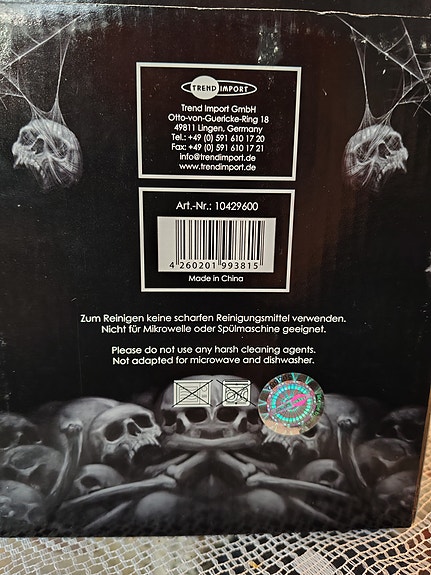 TREND IMPORT
Trend Import GmbH
Otto-von-Guericke-Ring 18
49811 Lingen, Germany
Tel.: +49 (0) 591 610 17 20
Fax: +49 (0) 591 610 17 21
info@trendimport.de
www.trendimport.de
Art.-Nr.: 10429600
4 260201 993815
Made in China
Zum Reinigen keine scharfen Reinigungsmittel verwenden.
Nicht für Mikrowelle oder Spülmaschine geeignet.
Please do not use any harsh cleaning agents.
Not adapted for microwave and dishwasher.